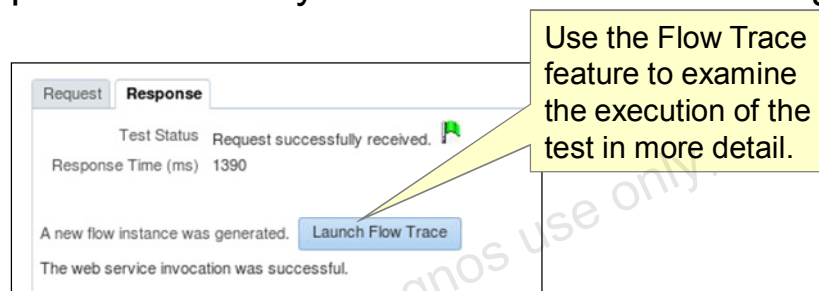 Use the Flow Trace
feature to examine
the execution of the
test in more detail.
Request Response
Test Status Request successfully received.
Response Time (ms) 1390
A new flow instance was generated. Launch Flow Trace
The web service invocation was successful.
use only